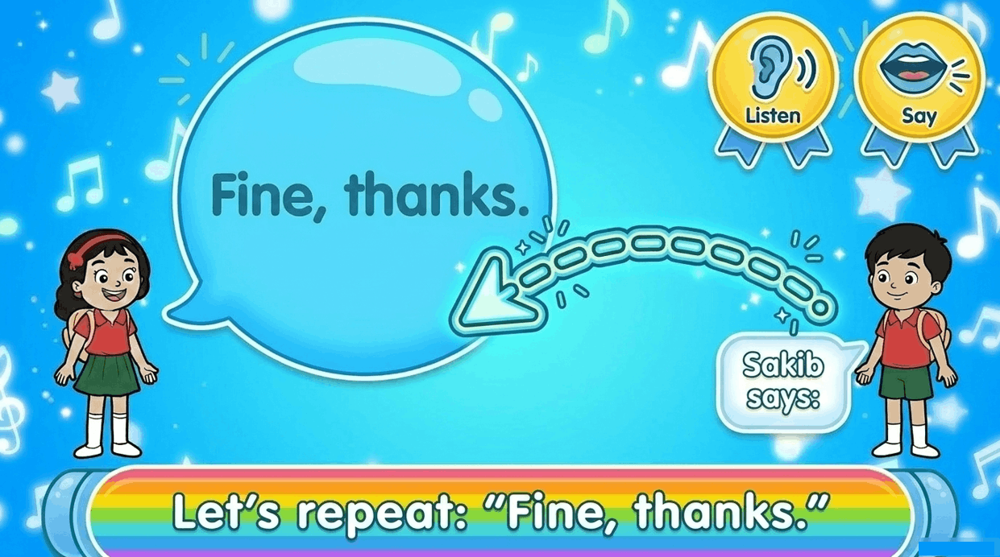 Listen
Say
Fine, thanks.
Sakib
says:
Let's repeat: "Fine, thanks."